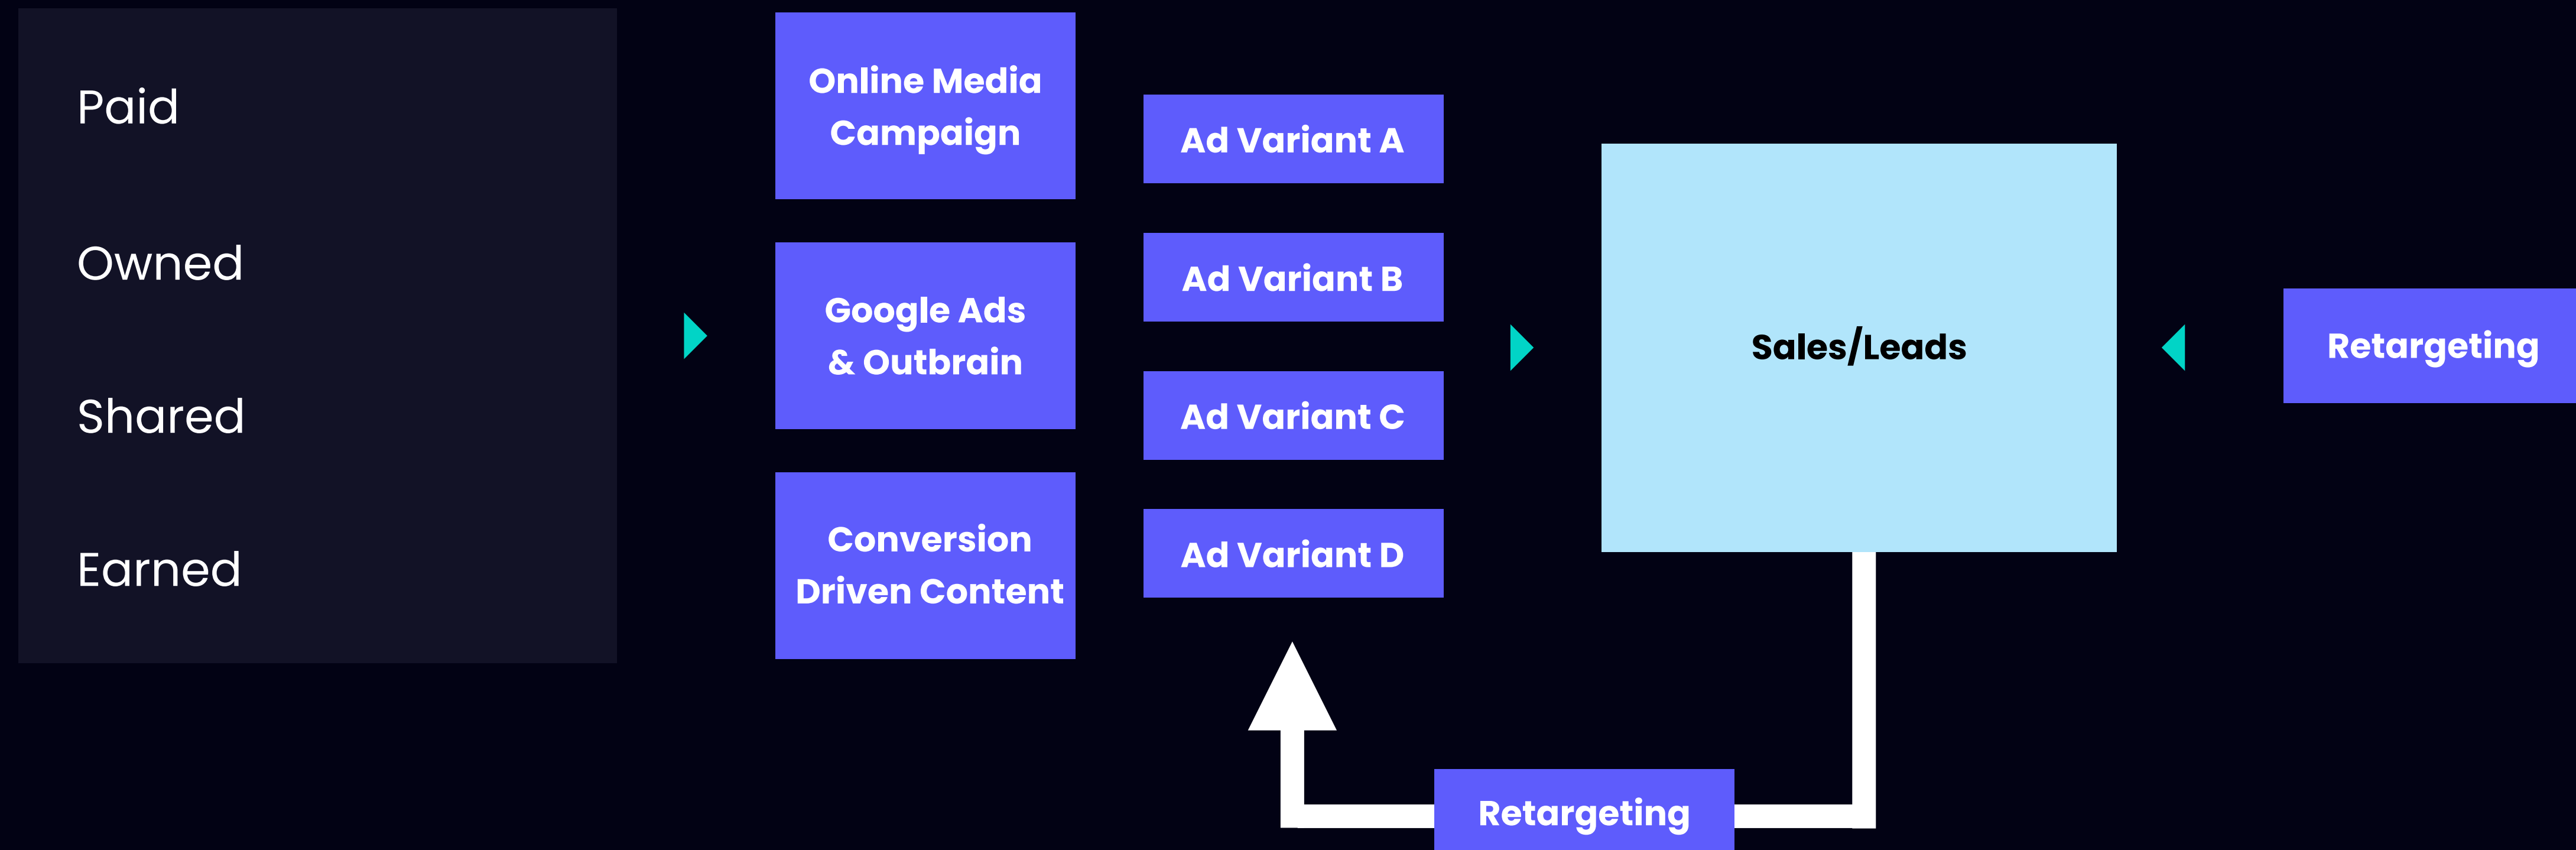 Paid
Owned
Shared
Earned
Online Media
Campaign
Google Ads
& Outbrain
Conversion
Driven Content
Ad Variant A
Ad Variant B
Ad Variant C
Ad Variant D
Sales/Leads
Retargeting
Retargeting